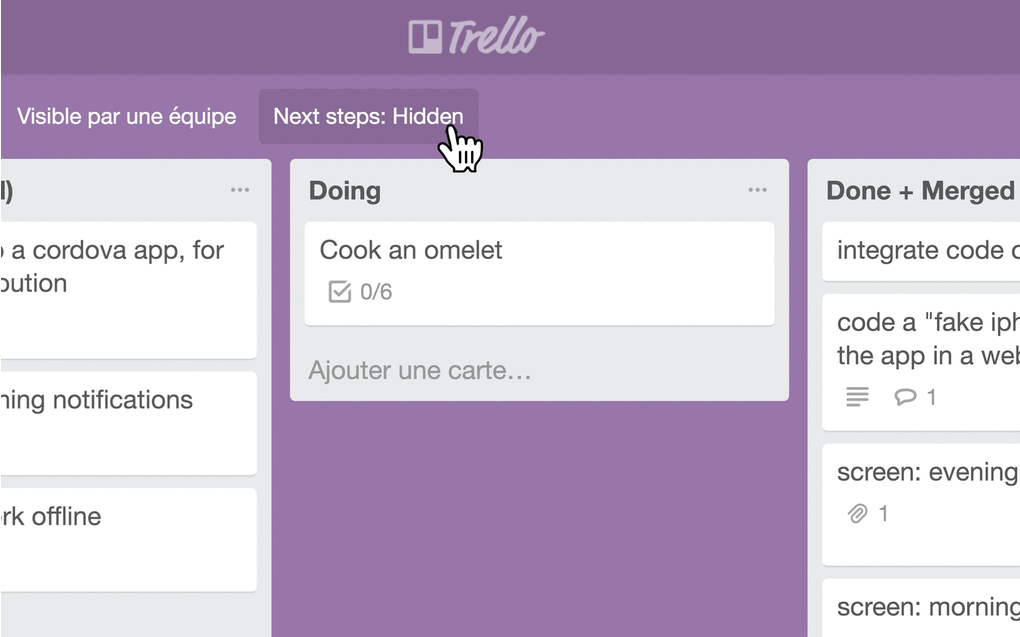 Trello
Visible par une équipe
Next steps: Hidden
l)
a cordova app, for
bution
ning notifications
rk offline
Doing
Cook an omelet
0/6
Ajouter une carte…
Done + Merged
integrate code
code a "fake iph
the app in a web
1
screen: evening
1
screen: morning